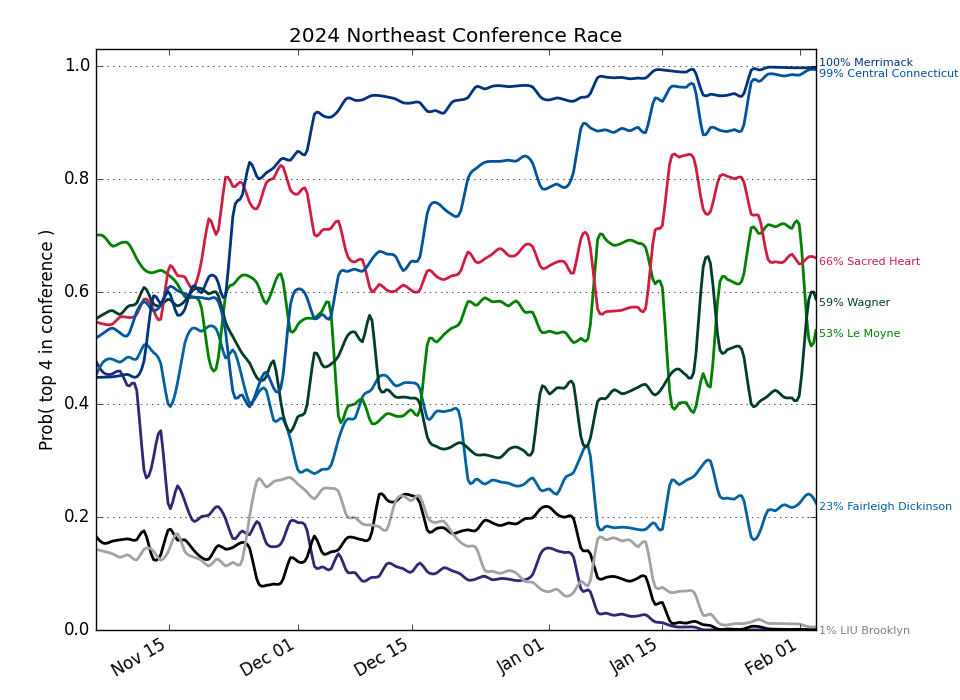 2024 Northeast Conference Race
Prob( top 4 in conference )
1.0
0.8
0.6
0.4
0.2
0.0
Nov 15
Dec 01
Dec 15
Jan 01
Jan 15
Feb 01
100% Merrimack
99% Central Connecticut
66% Sacred Heart
59% Wagner
53% Le Moyne
23% Fairleigh Dickinson
1% LIU Brooklyn